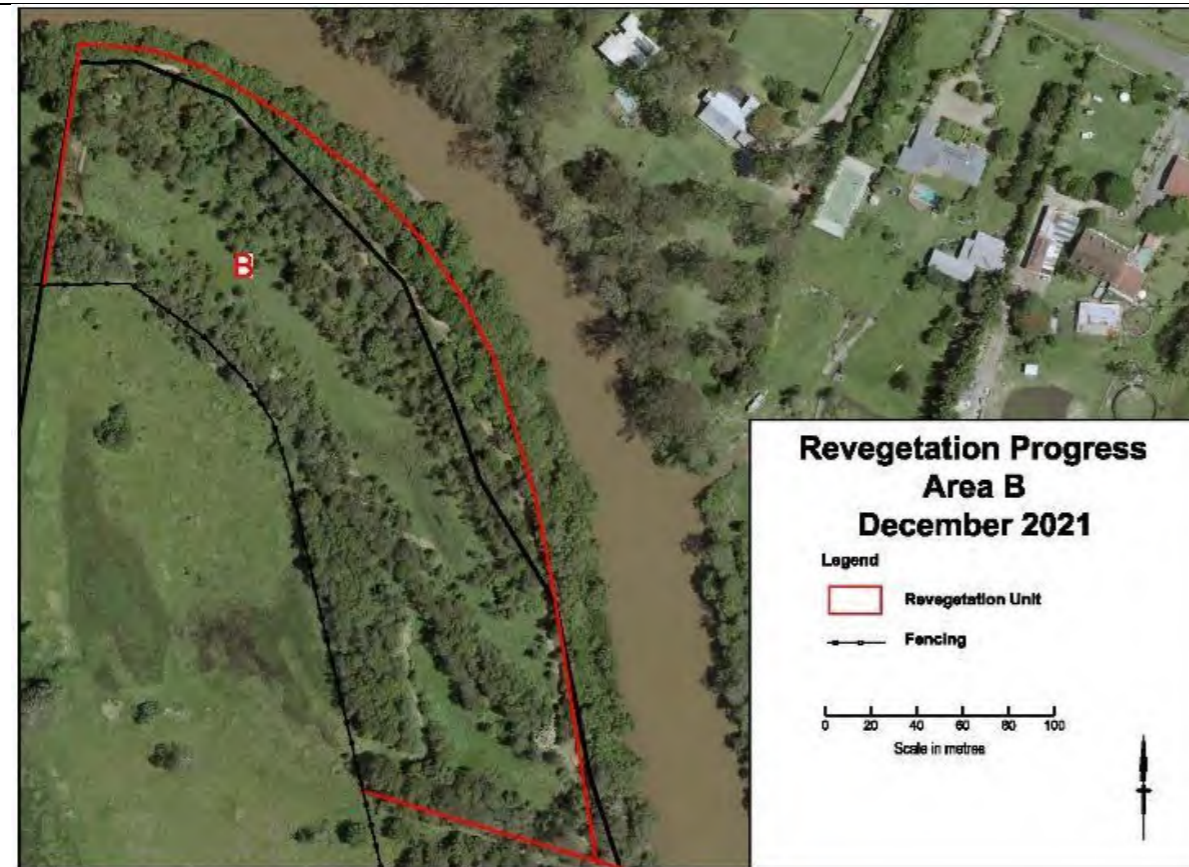 B
Revegetation Progress
Area B
December 2021
Legend
Revegetation Unit
Fencing
0 20 40 60 80 100
Scale in metres